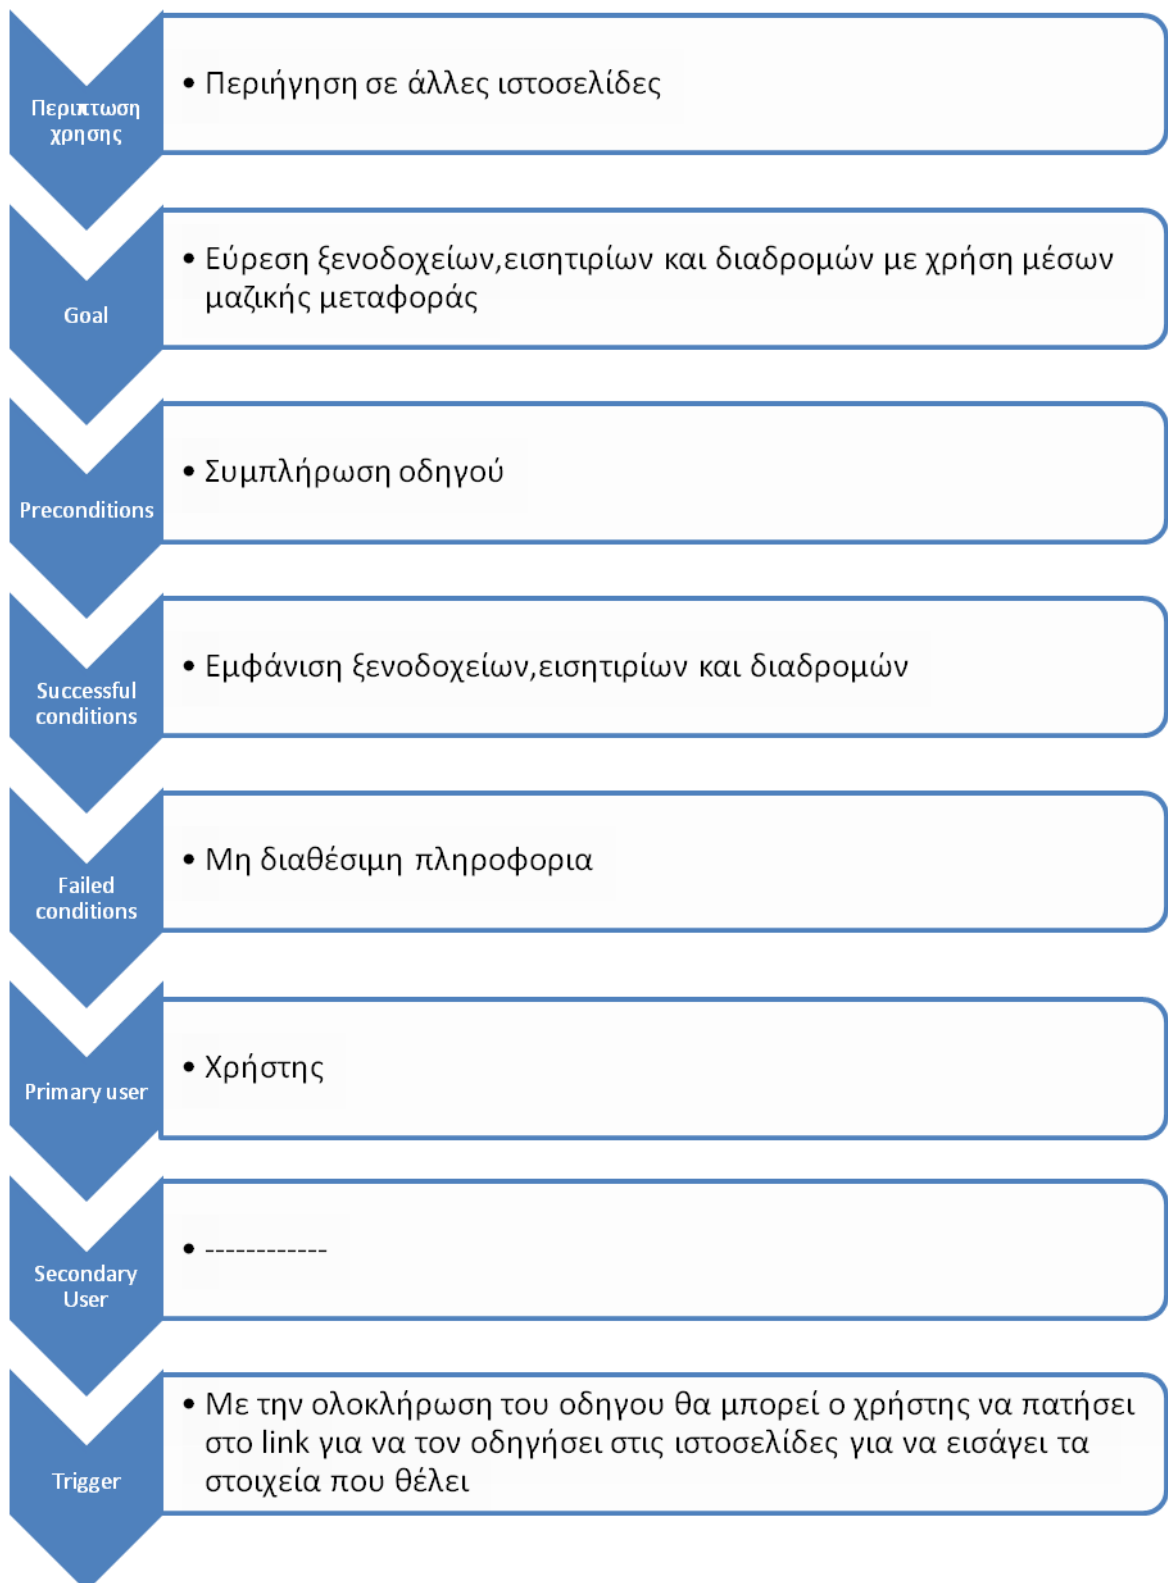 Περιπτωση
χρησης
• Περιήγηση σε άλλες ιστοσελίδες
Goal
• Εύρεση ξενοδοχείων,εισητιρίων και διαδρομών με χρήση μέσων
μαζικής μεταφοράς
Preconditions
• Συμπλήρωση οδηγού
Successful
conditions
• Εμφάνιση ξενοδοχείων,εισητιρίων και διαδρομών
Failed
conditions
• Μη διαθέσιμη πληροφορια
Primary user
• Χρήστης
Secondary
User
• ------------
Trigger
• Με την ολοκλήρωση του οδηγου θα μπορεί ο χρήστης να πατήσει
στο link για να τον οδηγήσει στις ιστοσελίδες για να εισάγει τα
στοιχεία που θέλει